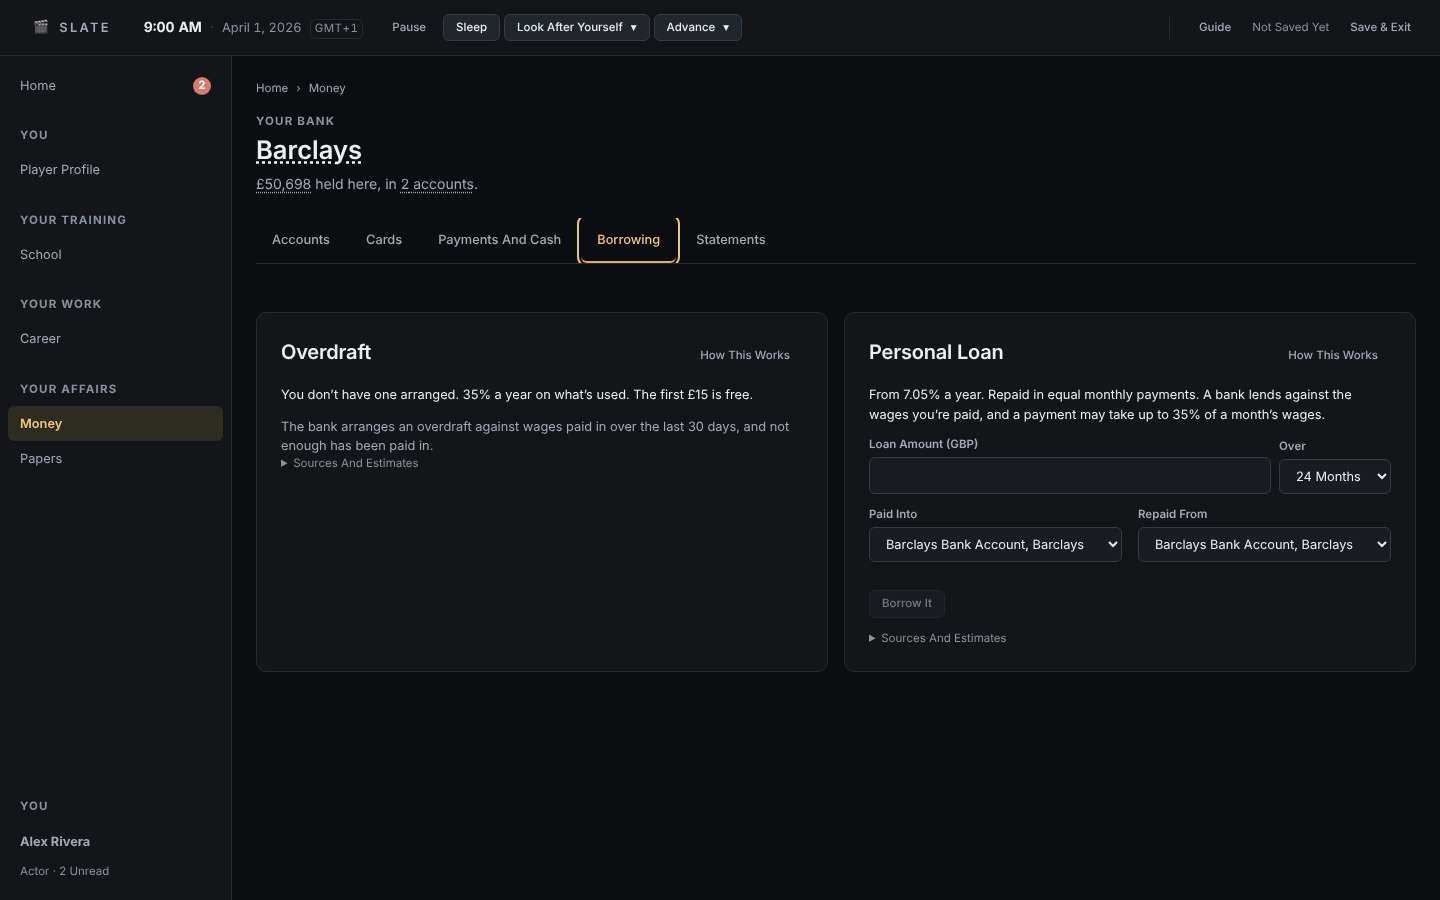 SLATE
9:00 AM · April 1, 2026 GMT+1
Pause
Sleep
Look After Yourself ▾
Advance ▾
Guide
Not Saved Yet
Save & Exit
Home
2
YOU
Player Profile
YOUR TRAINING
School
YOUR WORK
Career
YOUR AFFAIRS
Money
Papers
YOU
Alex Rivera
Actor · 2 Unread
Home › Money
YOUR BANK
Barclays
£50,698 held here, in 2 accounts.
Accounts
Cards
Payments And Cash
Borrowing
Statements
Overdraft
How This Works
You don’t have one arranged. 35% a year on what’s used. The first £15 is free.
The bank arranges an overdraft against wages paid in over the last 30 days, and not
enough has been paid in.
▶ Sources And Estimates
Personal Loan
How This Works
From 7.05% a year. Repaid in equal monthly payments. A bank lends against the
wages you’re paid, and a payment may take up to 35% of a month’s wages.
Loan Amount (GBP)
Over
24 Months
Paid Into
Repaid From
Barclays Bank Account, Barclays
Barclays Bank Account, Barclays
Borrow It
▶ Sources And Estimates